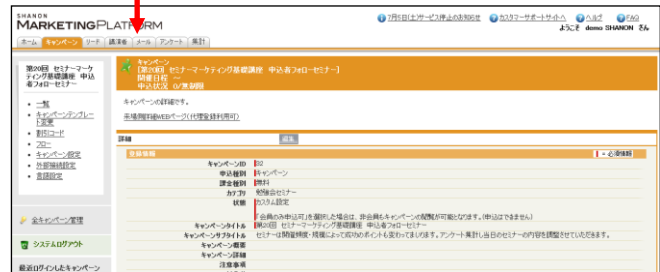 SHANON
MARKETINGPLATFORM
7月5日(土)サービス停止のお知らせ カスタマーサポートサイトへ ヘルプ FAQ
ようこそ demo SHANON さん
ホーム キャンペーン リード 講演者 メール アンケート 集計
第20回 セミナーマーケ
ティング基礎講座 申込
者フォローセミナー
一覧
キャンペーンテンプレー
ト変更
割引コード
フロー
キャンペーン設定
外部接続設定
言語設定
全キャンペーン管理
システムログアウト
最近ログインしたキャンペーン
キャンペーン
[第20回 セミナーマーケティング基礎講座 申込者フォローセミナー]
開催日程 ー
申込状況 0/無制限
キャンペーンの詳細です。
来場側詳細WEBページ(代理登録利用可)
詳細 編集
登録情報 = 必須情報
キャンペーンID 32
申込種別 キャンペーン
課金種別 無料
カテゴリ 勉強会セミナー
状態 カスタム設定
「会員のみ申込可」を選択した場合は、非会員もキャンペーンの閲覧が可能となります。(申込はできません)
キャンペーンタイトル 第20回 セミナーマーケティング基礎講座 申込者フォローセミナー
キャンペーンサブタイトル セミナーは開催頻度・規模によって成功のポイントも変わってまいります。アンケート集計し当日のセミナーの内容を調整させていただきます。
キャンペーン概要
キャンペーン詳細
注意事項